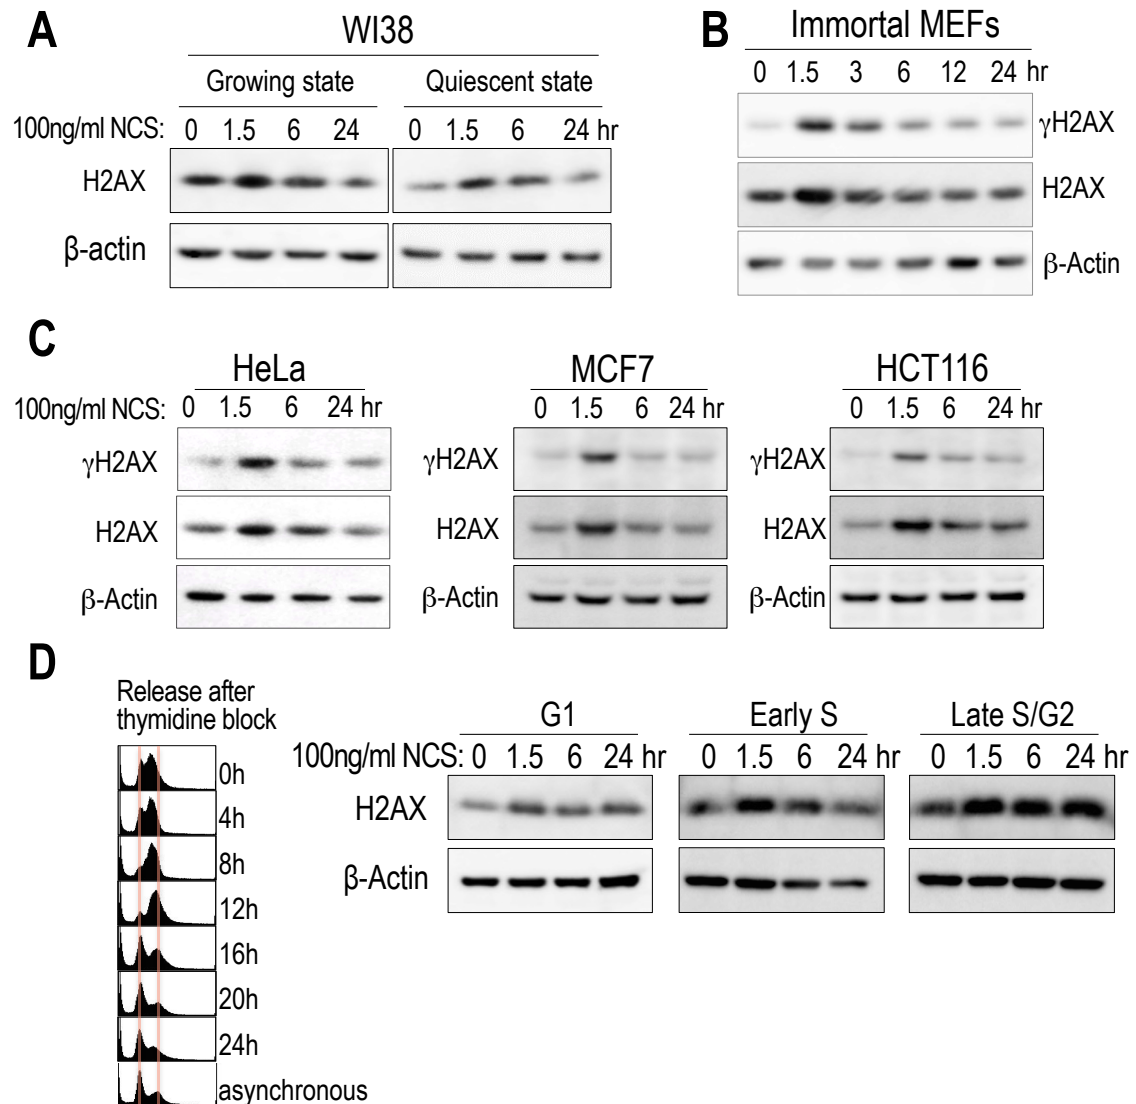 A
WI38
Growing state
Quiescent state
100ng/ml NCS: 0 1.5 6 24 0 1.5 6 24 hr
H2AX
β-actin
B
Immortal MEFs
0 1.5 3 6 12 24 hr
γH2AX
H2AX
β-Actin
C
HeLa
100ng/ml NCS: 0 1.5 6 24 hr
γH2AX
H2AX
β-Actin
MCF7
0 1.5 6 24 hr
γH2AX
H2AX
β-Actin
HCT116
0 1.5 6 24 hr
γH2AX
H2AX
β-Actin
D
Release after
thymidine block
0h
4h
8h
12h
16h
20h
24h
asynchronous
G1
Early S
Late S/G2
100ng/ml NCS: 0 1.5 6 24 hr 0 1.5 6 24 hr 0 1.5 6 24 hr
H2AX
β-Actin